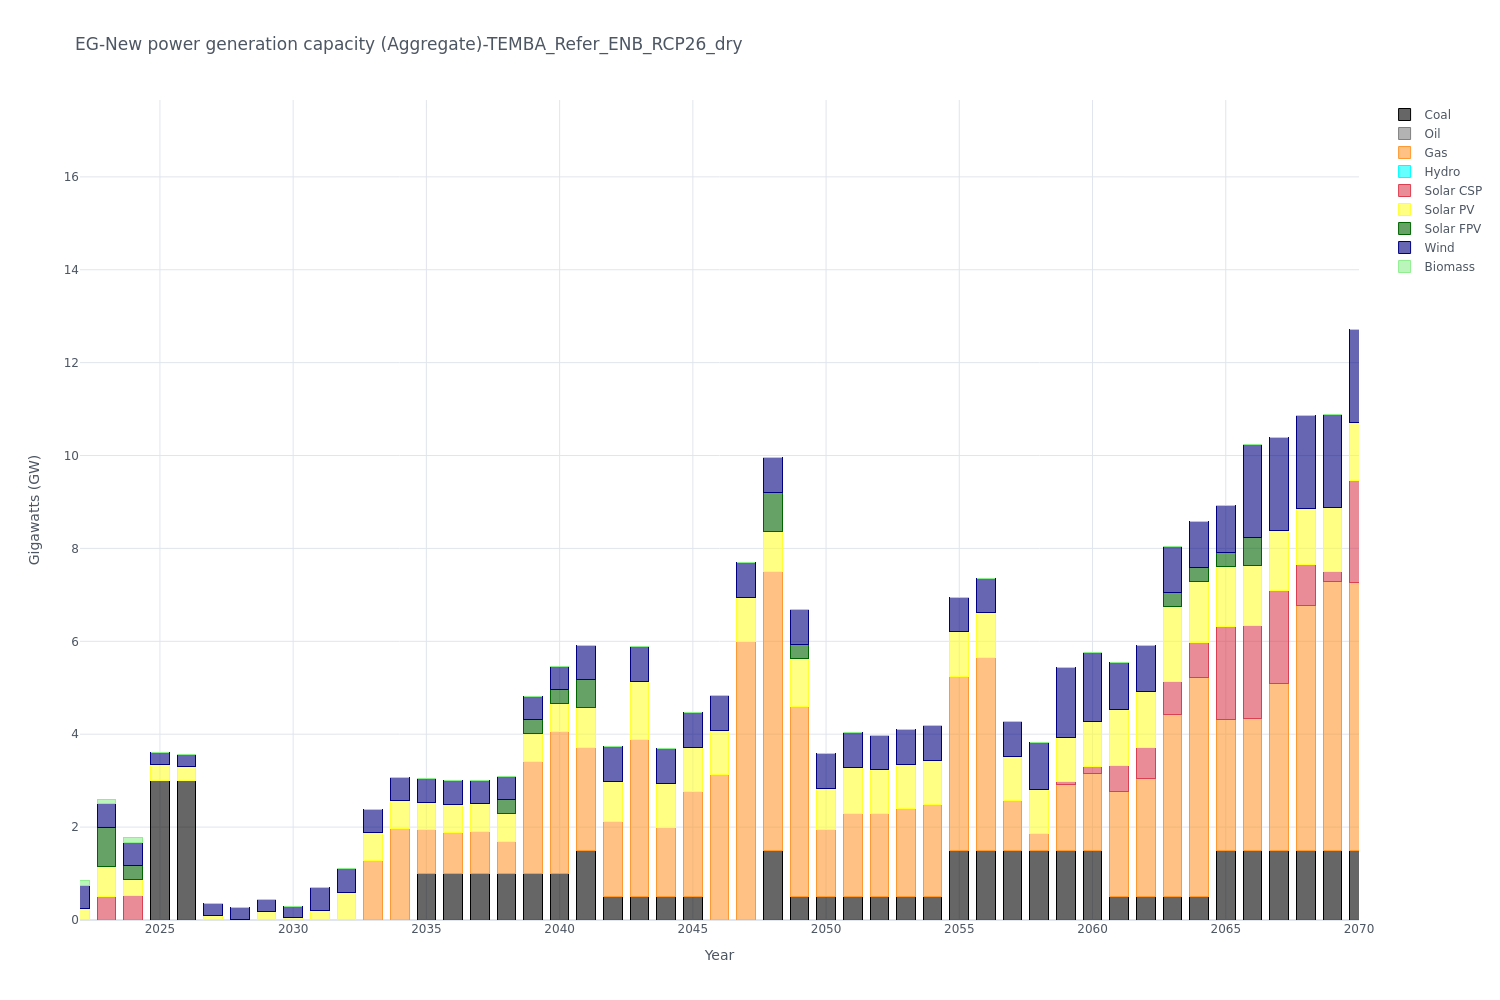 EG-New power generation capacity (Aggregate)-TEMBA_Refer_ENB_RCP26_dry
Coal
Oil
Gas
Hydro
Solar CSP
Solar PV
Solar FPV
Wind
Biomass
Gigawatts (GW)
16
14
12
10
8
6
4
2
0
2025 2030 2035 2040 2045 2050 2055 2060 2065 2070
Year